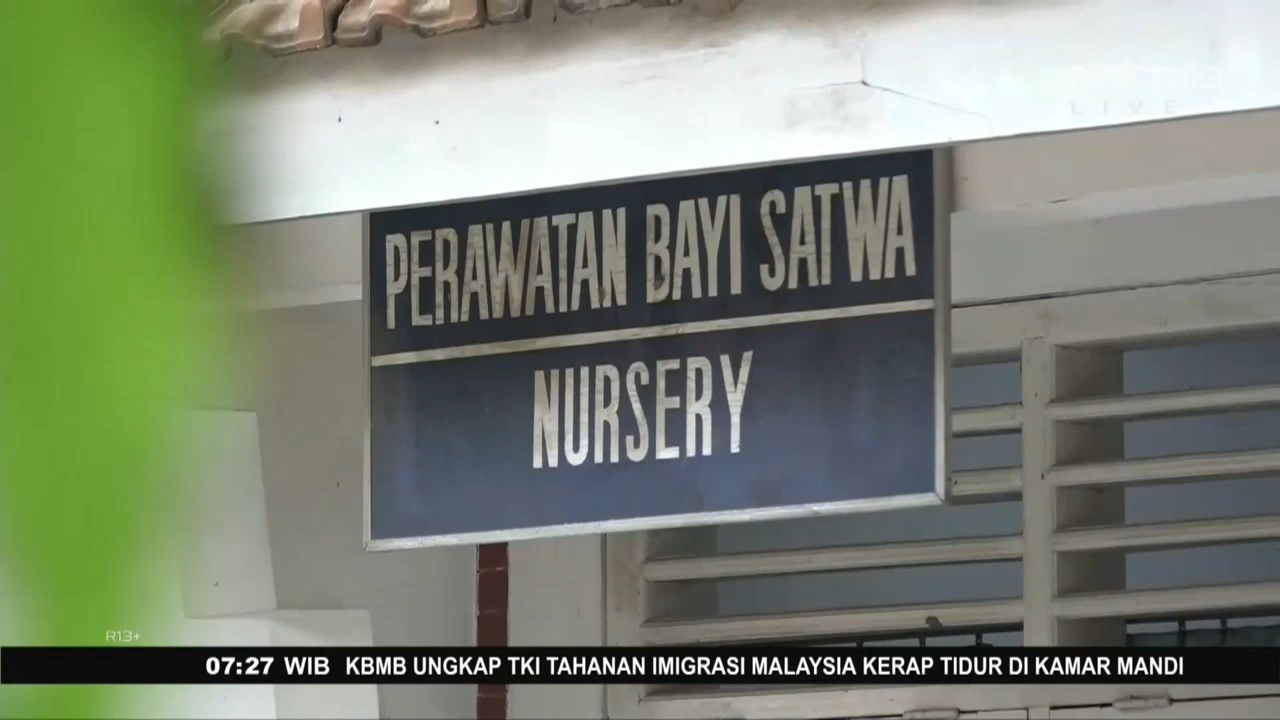 LIVE
PERAWATAN BAYI SATWA
NURSERY
R13+
07:27 WIB KBMB UNGKAP TKI TAHANAN IMIGRASI MALAYSIA KERAP TIDUR DI KAMAR MANDI